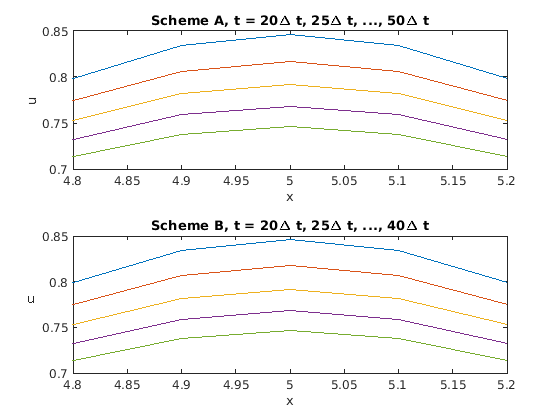 Scheme A, t = 20Δ t, 25Δ t, ..., 50Δ t
0.85
0.8
0.75
0.7
u
4.8 4.85 4.9 4.95 5 5.05 5.1 5.15 5.2
x
Scheme B, t = 20Δ t, 25Δ t, ..., 40Δ t
0.85
0.8
0.75
0.7
u
4.8 4.85 4.9 4.95 5 5.05 5.1 5.15 5.2
x